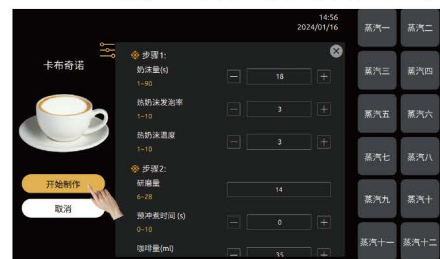 14:56
2024/01/16
卡布奇诺
步骤1:
奶沫量(s)
1~90
18
热奶沫发泡率
1~10
3
热奶沫温度
1~10
3
步骤2:
研磨量
6~28
14
预冲煮时间 (s)
0~10
0
咖啡量(ml)
35
开始制作
取消
蒸汽一 蒸汽二
蒸汽三 蒸汽四
蒸汽五 蒸汽六
蒸汽七 蒸汽八
蒸汽九 蒸汽十
蒸汽十一 蒸汽十二